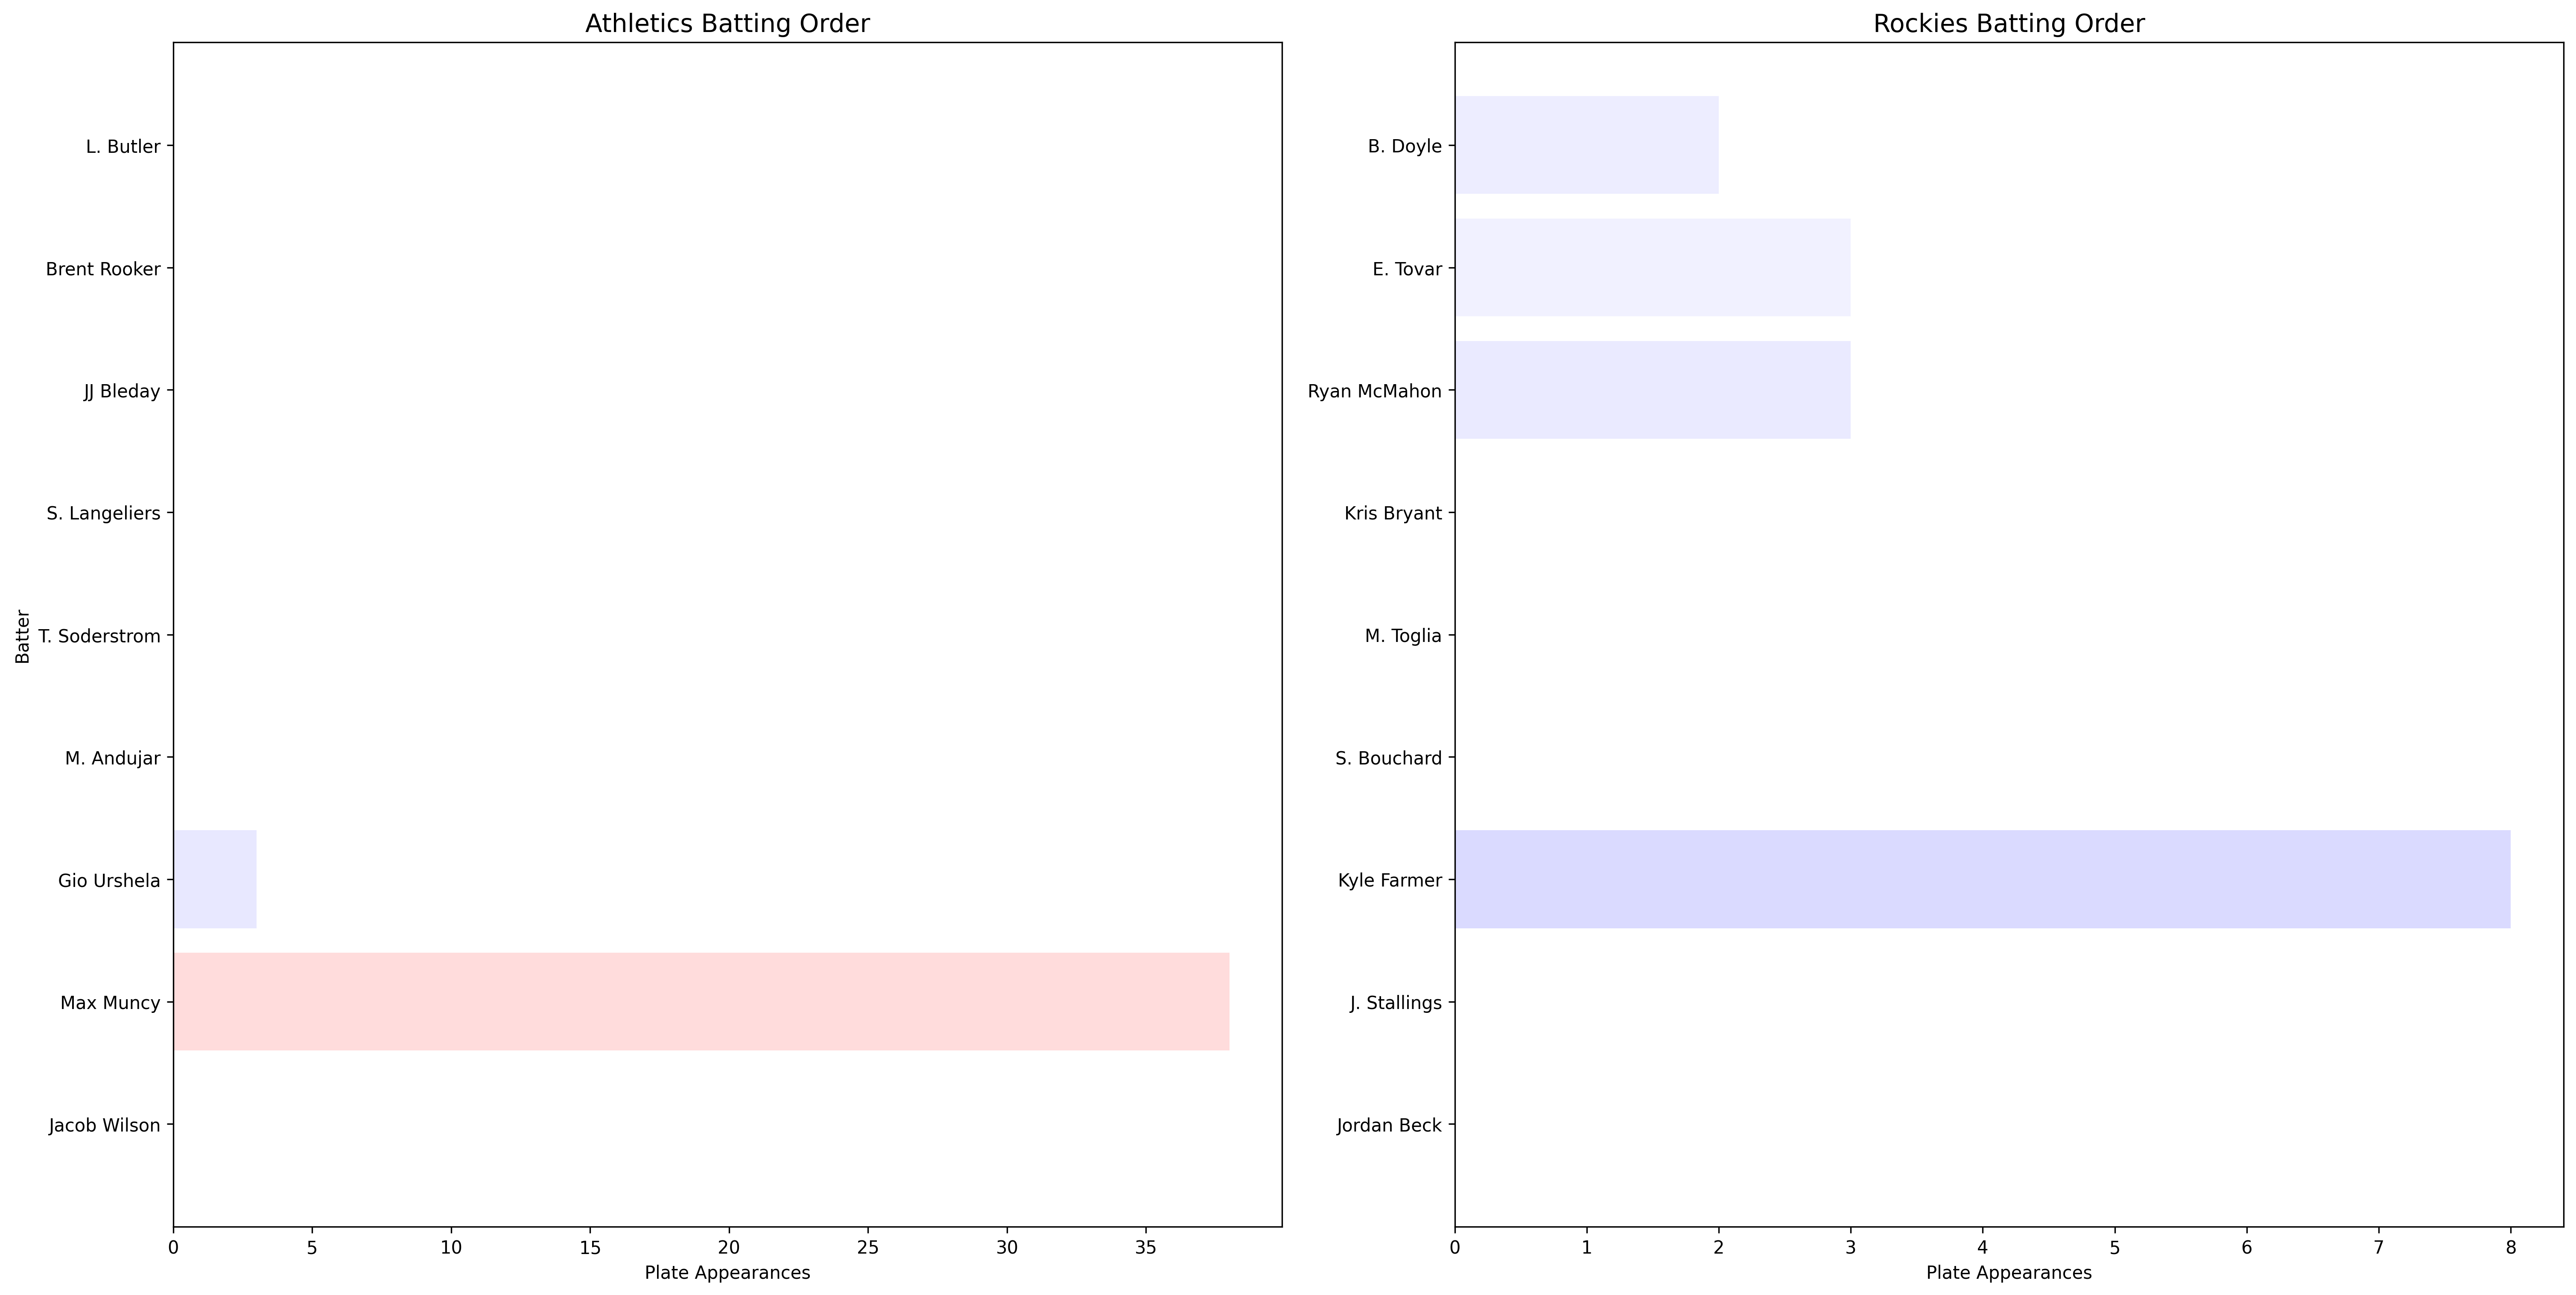 Athletics Batting Order
Batter
L. Butler
Brent Rooker
JJ Bleday
S. Langeliers
T. Soderstrom
M. Andujar
Gio Urshela
Max Muncy
Jacob Wilson
0 5 10 15 20 25 30 35
Plate Appearances
Rockies Batting Order
B. Doyle
E. Tovar
Ryan McMahon
Kris Bryant
M. Toglia
S. Bouchard
Kyle Farmer
J. Stallings
Jordan Beck
0 1 2 3 4 5 6 7 8
Plate Appearances